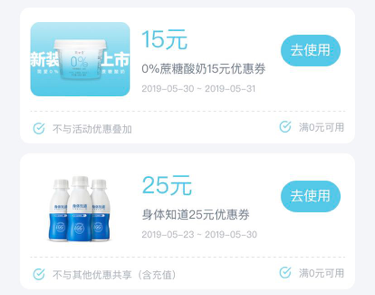 15元
新装 上市
0%
0%蔗糖酸奶15元优惠券
去使用
2019-05-30 ~ 2019-05-31
不与活动优惠叠加
满0元可用
25元
身体知道25元优惠券
去使用
2019-05-23 ~ 2019-05-30
不与其他优惠共享（含充值）
满0元可用